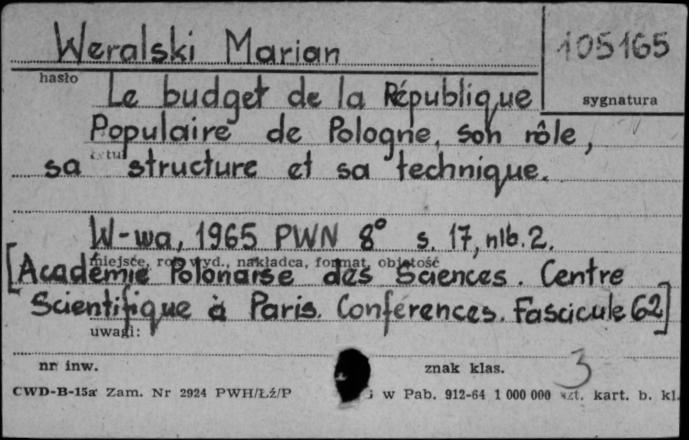 Weralski Marian
105165
hasło
Le budget de la République
sygnatura
Populaire de Pologne, son rôle,
tytuł
sa structure et sa technique.
W-wa, 1965 PWN 8° s. 17, nlb. 2.
miejsce, rok wyd., nakładca, format, objętość
[Académie Polonaise des Sciences. Centre
Scientifique à Paris. Conférences. Fascicule 62]
uwagi:
nr inw.
znak klas. 3
CWD-B-15a Zam. Nr 2924 PWH/Łź/P w Pab. 912-64 1 000 000 szt. kart. b. kl.